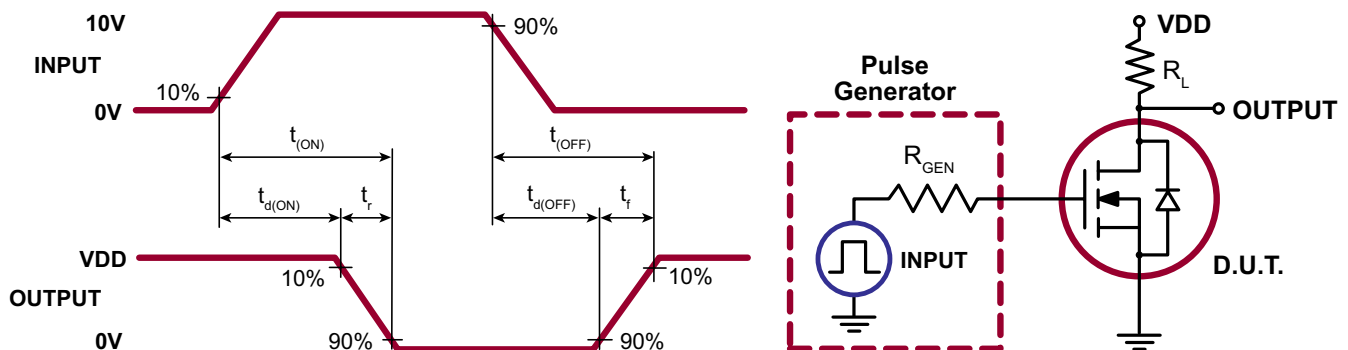 10V
INPUT
0V
10%
90%
t(ON)
t(OFF)
td(ON)
tr
td(OFF)
tf
VDD
OUTPUT
0V
10%
90%
90%
10%
Pulse
Generator
RGEN
INPUT
VDD
RL
OUTPUT
D.U.T.